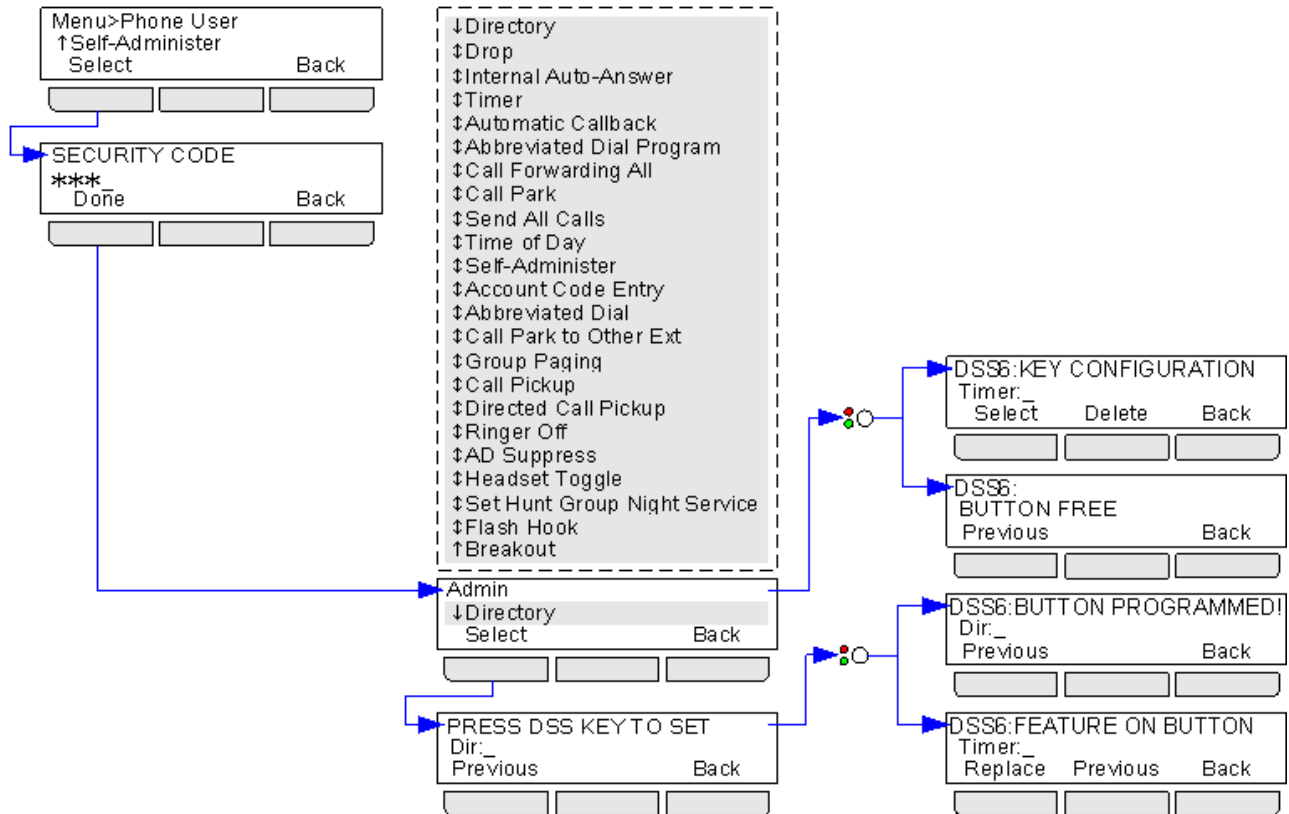 Menu>Phone User
↑Self-Administer
Select Back
SECURITY CODE
***_
Done Back
↓Directory
↕Drop
↕Internal Auto-Answer
↕Timer
↕Automatic Callback
↕Abbreviated Dial Program
↕Call Forwarding All
↕Call Park
↕Send All Calls
↕Time of Day
↕Self-Administer
↕Account Code Entry
↕Abbreviated Dial
↕Call Park to Other Ext
↕Group Paging
↕Call Pickup
↕Directed Call Pickup
↕Ringer Off
↕AD Suppress
↕Headset Toggle
↕Set Hunt Group Night Service
↕Flash Hook
↑Breakout
Admin
↓Directory
Select Back
PRESS DSS KEY TO SET
Dir:_
Previous Back
DSS6:KEY CONFIGURATION
Timer:_
Select Delete Back
DSS6:
BUTTON FREE
Previous Back
DSS6:BUTTON PROGRAMMED!
Dir:_
Previous Back
DSS6:FEATURE ON BUTTON
Timer:_
Replace Previous Back